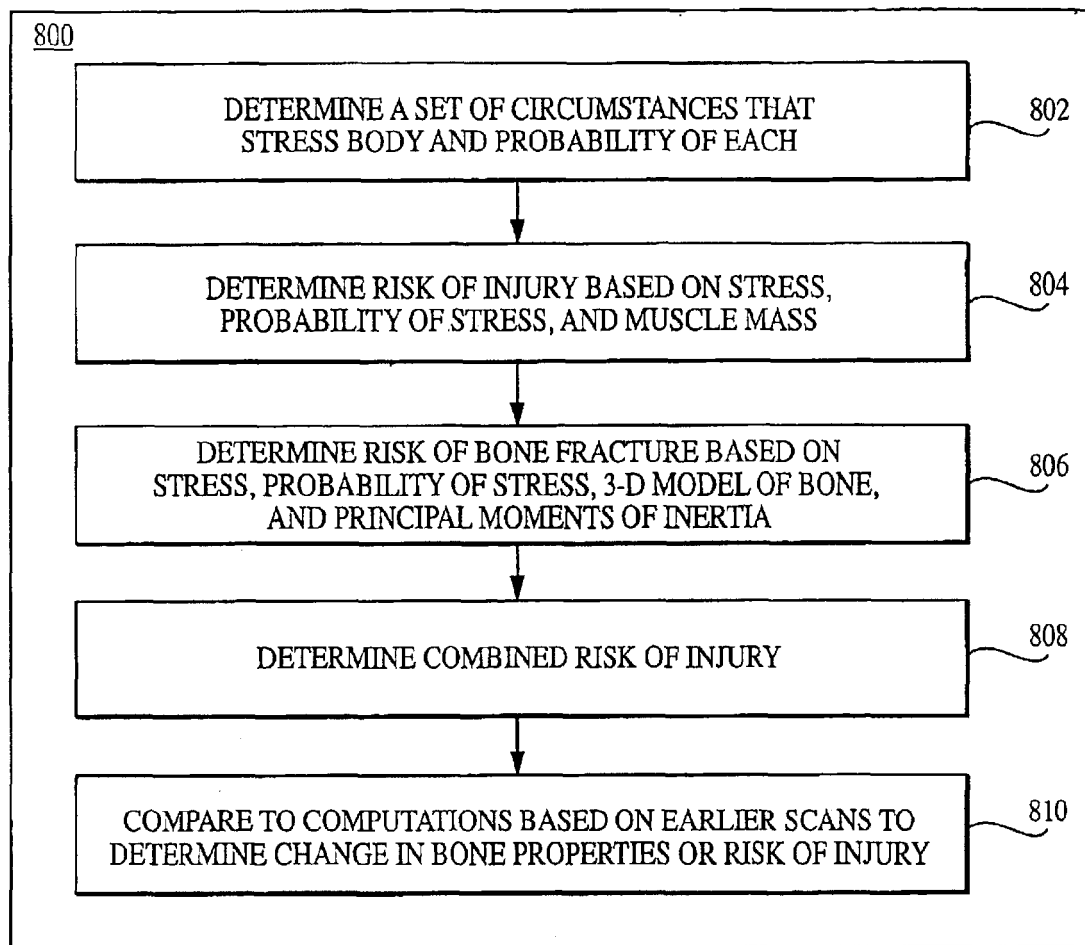 800
DETERMINE A SET OF CIRCUMSTANCES THAT
STRESS BODY AND PROBABILITY OF EACH
802
DETERMINE RISK OF INJURY BASED ON STRESS,
PROBABILITY OF STRESS, AND MUSCLE MASS
804
DETERMINE RISK OF BONE FRACTURE BASED ON
STRESS, PROBABILITY OF STRESS, 3-D MODEL OF BONE,
AND PRINCIPAL MOMENTS OF INERTIA
806
DETERMINE COMBINED RISK OF INJURY
808
COMPARE TO COMPUTATIONS BASED ON EARLIER SCANS TO
DETERMINE CHANGE IN BONE PROPERTIES OR RISK OF INJURY
810